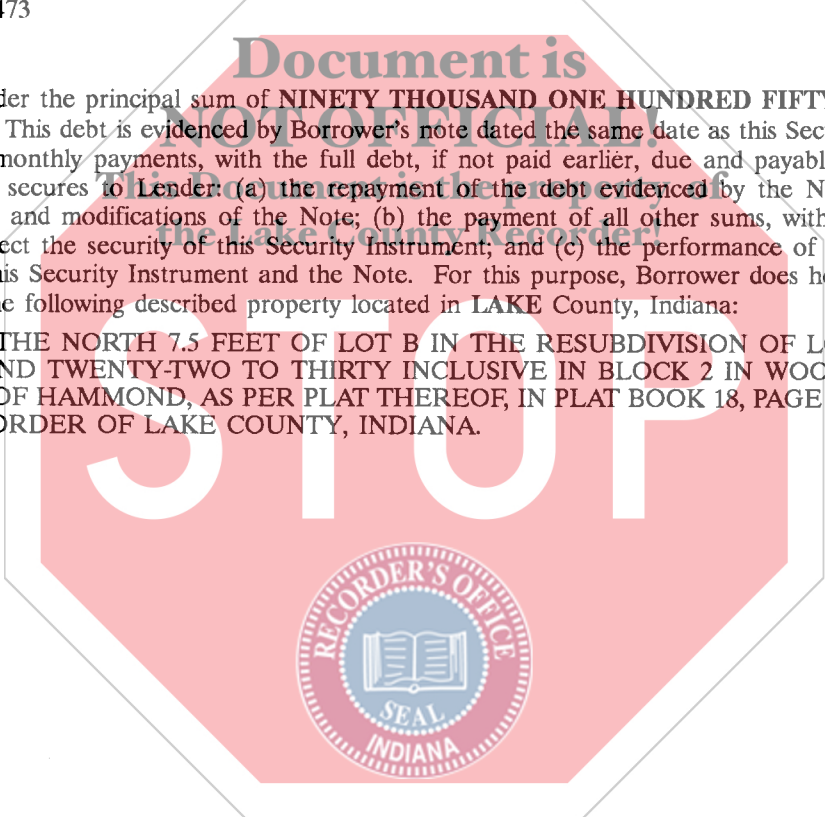 473
Document is
der the principal sum of NINETY THOUSAND ONE HUNDRED FIFTY
NOT OFFICIAL!
This debt is evidenced by Borrower's note dated the same date as this Sec
monthly payments, with the full debt, if not paid earlier, due and payabl
This Document is the property of
secures to Lender: (a) the repayment of the debt evidenced by the N
and modifications of the Note; (b) the payment of all other sums, with
the Lake County Recorder!
ect the security of this Security Instrument; and (c) the performance of
is Security Instrument and the Note. For this purpose, Borrower does he
e following described property located in LAKE County, Indiana:
THE NORTH 7.5 FEET OF LOT B IN THE RESUBDIVISION OF LO
ND TWENTY-TWO TO THIRTY INCLUSIVE IN BLOCK 2 IN WOO
OF HAMMOND, AS PER PLAT THEREOF, IN PLAT BOOK 18, PAGE
ORDER OF LAKE COUNTY, INDIANA.
STOP
RECORDER'S OFFICE
SEAL
INDIANA